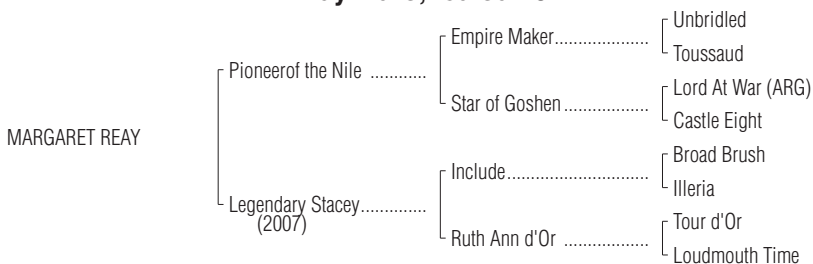 Unbridled
Empire Maker.....................
Toussaud
Pioneerof the Nile ............
Lord At War (ARG)
Star of Goshen...................
Castle Eight
MARGARET REAY
Broad Brush
Include...............................
Illeria
Legendary Stacey..............
(2007)
Tour d'Or
Ruth Ann d'Or ...................
Loudmouth Time